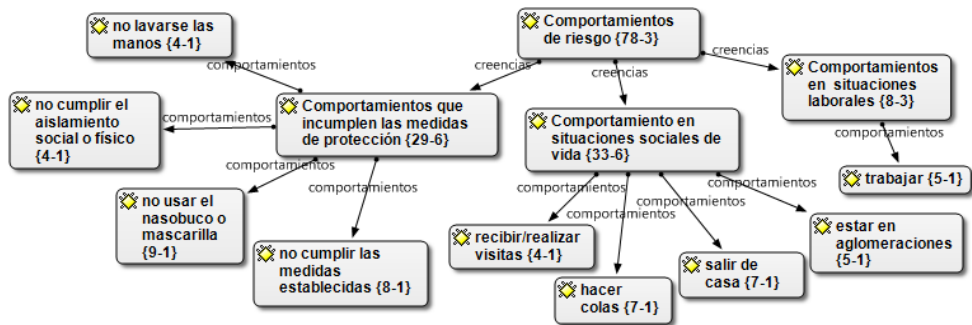 Comportamientos
de riesgo {78-3}
creencias
creencias
creencias
no lavarse las
manos {4-1}
comportamientos
no cumplir el
aislamiento
social o físico
{4-1}
comportamientos
Comportamientos que
incumplen las medidas
de protección {29-6}
comportamientos
comportamientos
no usar el
nasobuco o
mascarilla
{9-1}
no cumplir las
medidas
establecidas {8-1}
Comportamiento en
situaciones sociales de
vida {33-6}
comportamientos
comportamientos
comportamientos
comportamientos
recibir/realizar
visitas {4-1}
hacer
colas {7-1}
salir de
casa {7-1}
estar en
aglomeraciones
{5-1}
Comportamientos
en situaciones
laborales {8-3}
comportamientos
trabajar {5-1}